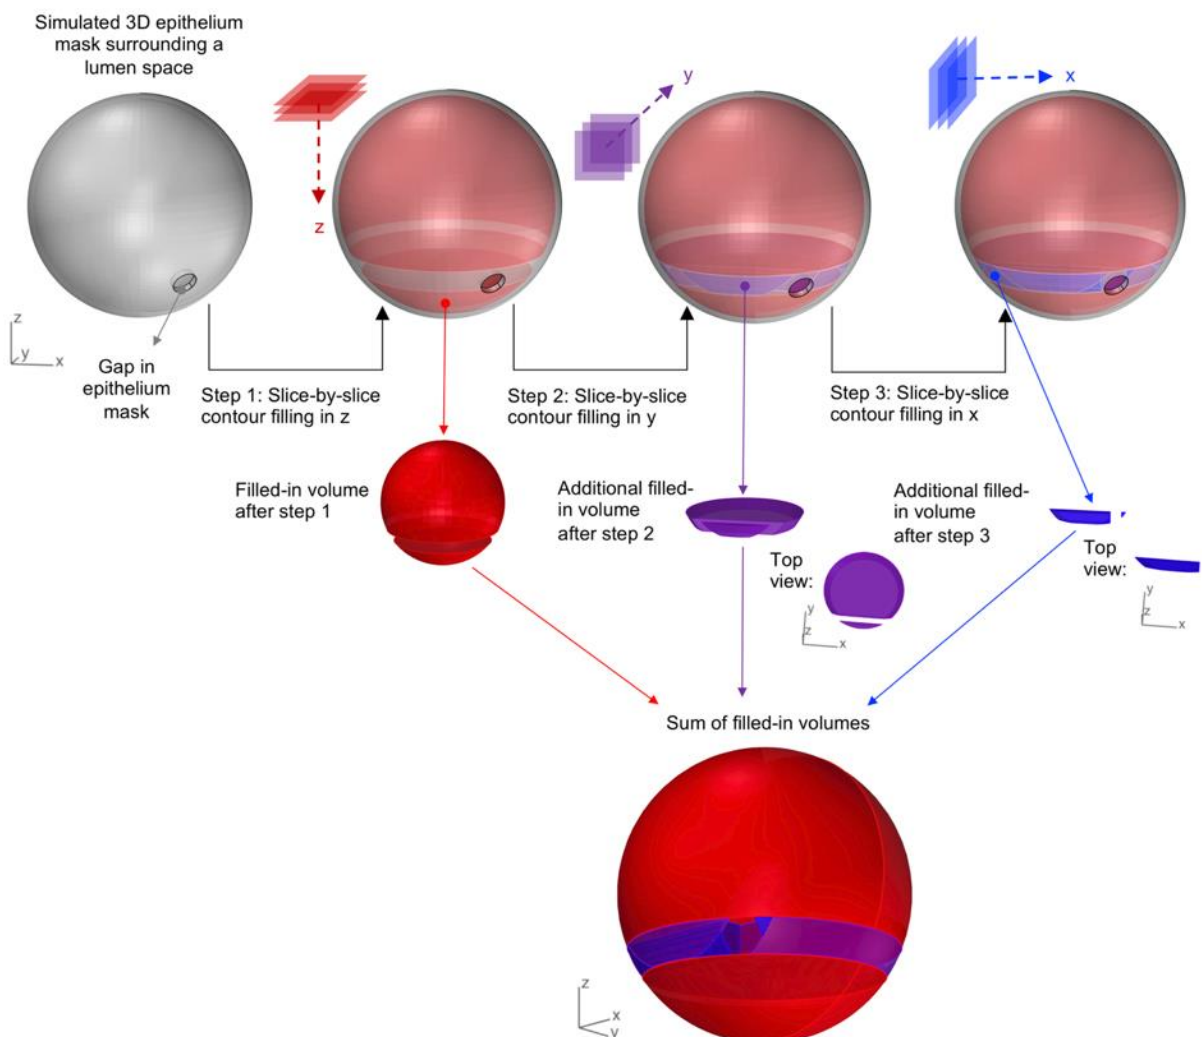 Simulated 3D epithelium
mask surrounding a
lumen space
z
y
x
z
y
x
Gap in
epithelium
mask
Step 1: Slice-by-slice
contour filling in z
Step 2: Slice-by-slice
contour filling in y
Step 3: Slice-by-slice
contour filling in x
Filled-in volume
after step 1
Additional filled-
in volume
after step 2
Top
view:
y
z
x
Additional filled-
in volume
after step 3
Top
view:
y
z
x
Sum of filled-in volumes
z
x
y